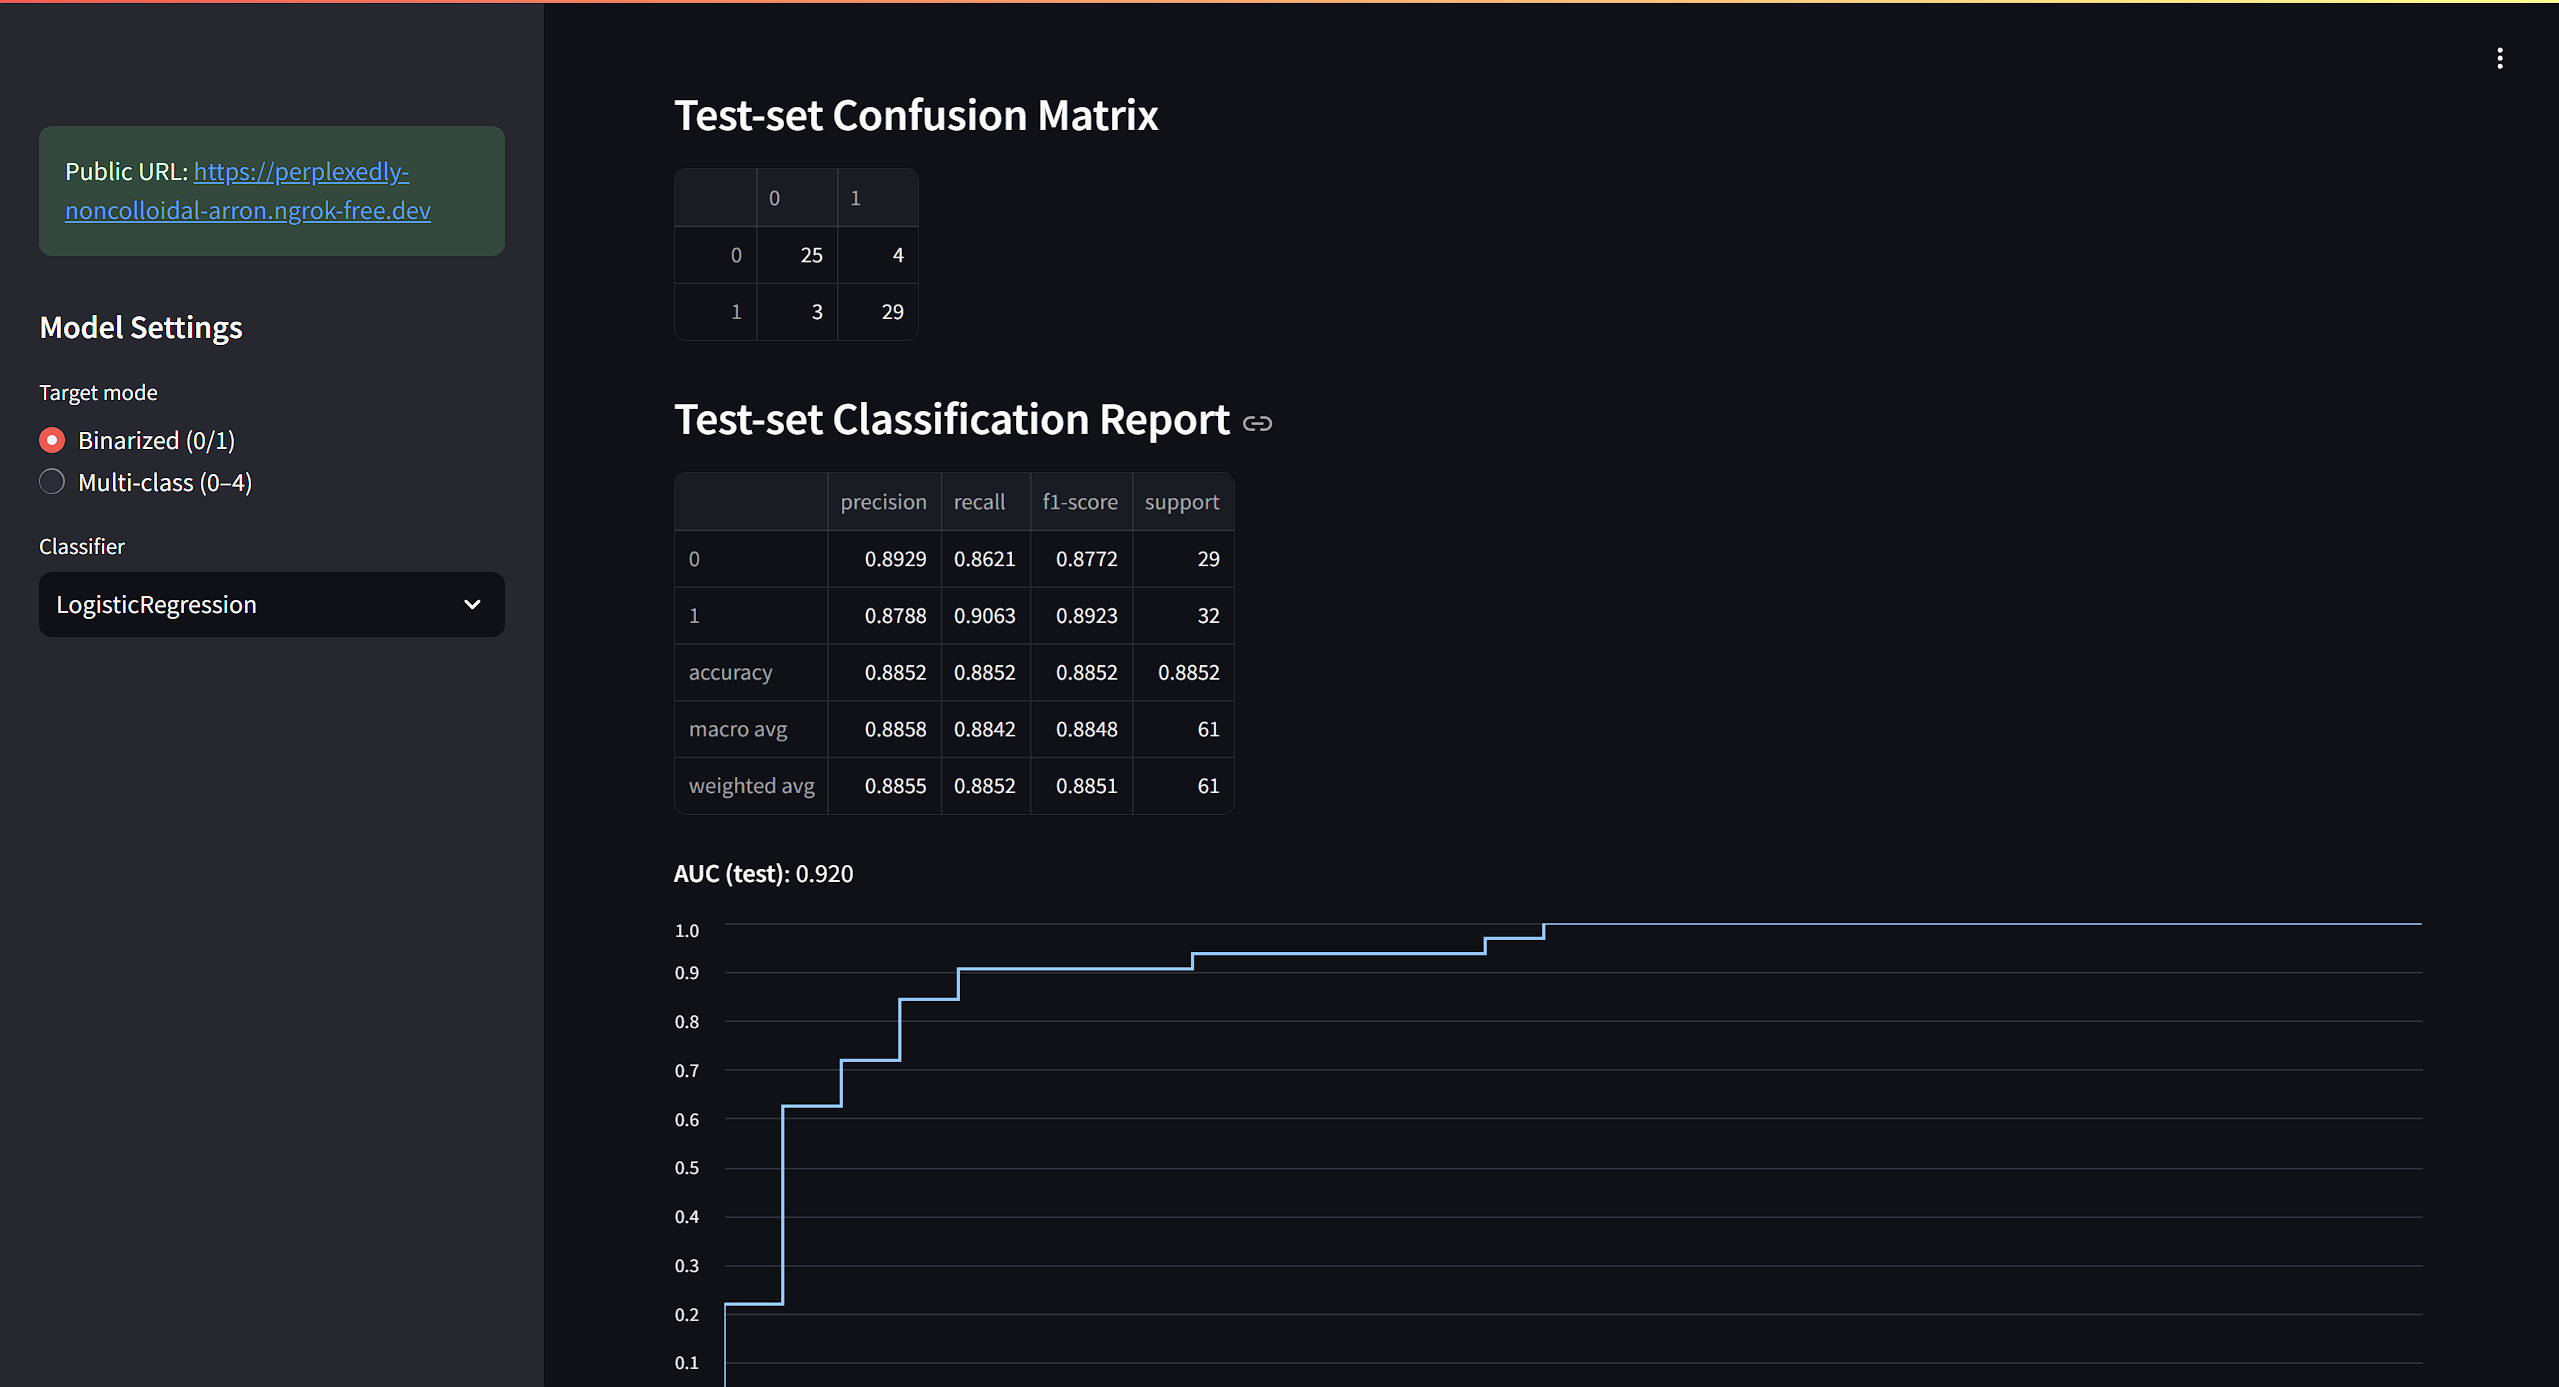 Public URL: https://perplexedly-
noncolloidal-arron.ngrok-free.dev
Model Settings
Target mode
Binarized (0/1)
Multi-class (0–4)
Classifier
LogisticRegression
Test-set Confusion Matrix
0 1
0 25 4
1 3 29
Test-set Classification Report
precision recall f1-score support
0 0.8929 0.8621 0.8772 29
1 0.8788 0.9063 0.8923 32
accuracy 0.8852 0.8852 0.8852 0.8852
macro avg 0.8858 0.8842 0.8848 61
weighted avg 0.8855 0.8852 0.8851 61
AUC (test): 0.920
1.0
0.9
0.8
0.7
0.6
0.5
0.4
0.3
0.2
0.1